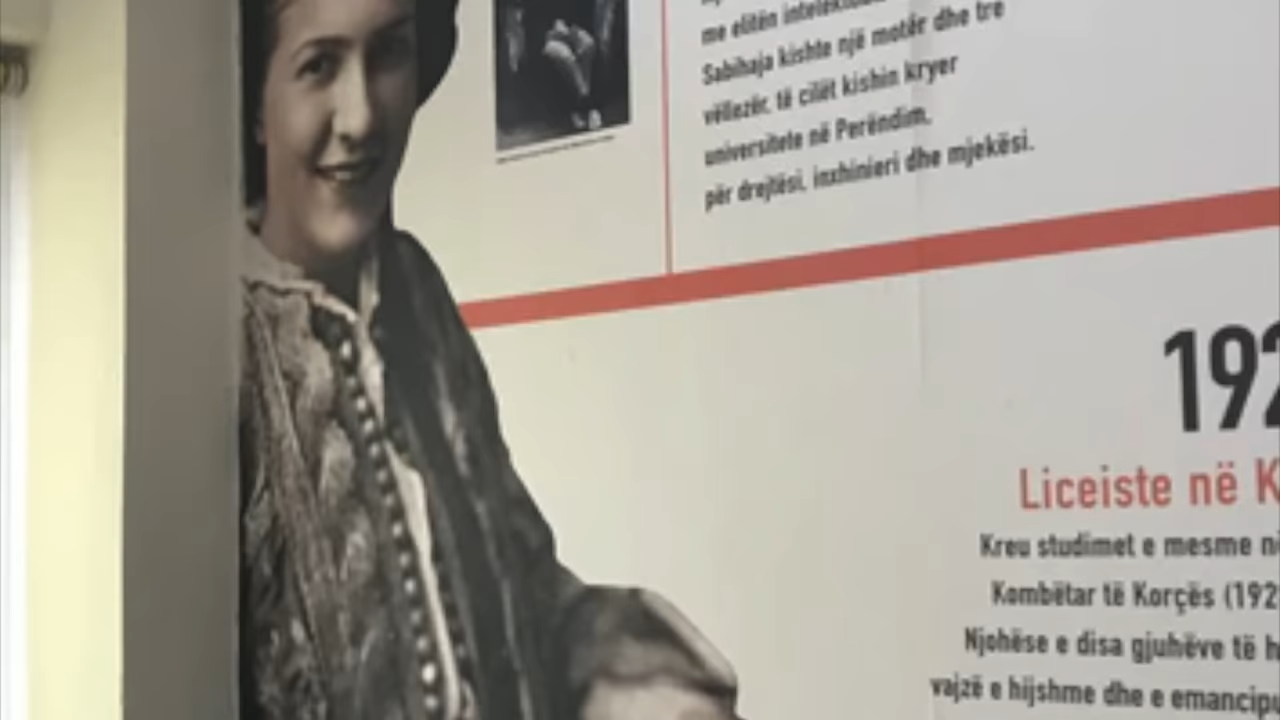 me elitën intelektuale
Sabihaja kishte një motër dhe tre
vëllezër, të cilët kishin kryer
universitete në Perëndim,
për drejtësi, inxhinieri dhe mjekësi.
192
Liceiste në K
Kreu studimet e mesme në
Kombëtar të Korçës (192
Njohëse e disa gjuhëve të h
vajzë e hijshme dhe e emancipu